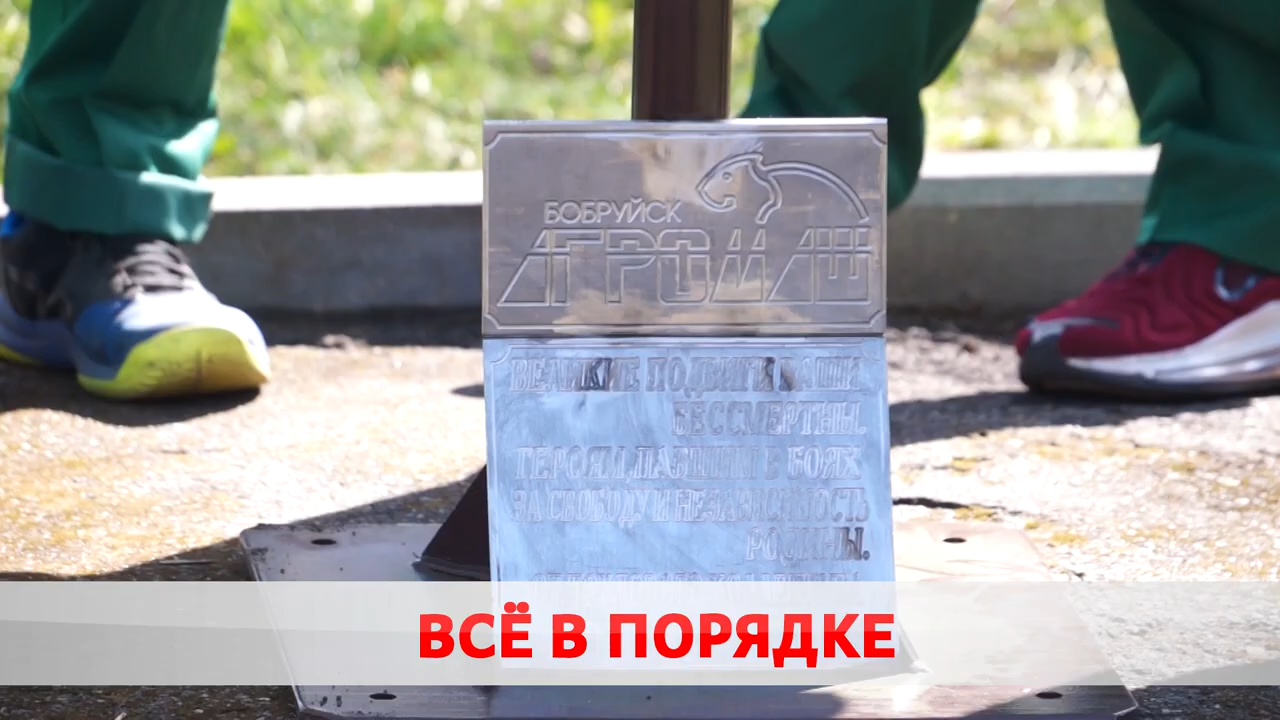 БОБРУЙСК
АГРОМАШ
ВЕЛИКИЕ ПОДВИГИ ВАШИ
БЕССМЕРТНЫ.
ГЕРОЯМ, ПАВШИМ В БОЯХ
ЗА СВОБОДУ И НЕЗАВИСИМОСТЬ
РОДИНЫ.
ВСЁ В ПОРЯДКЕ